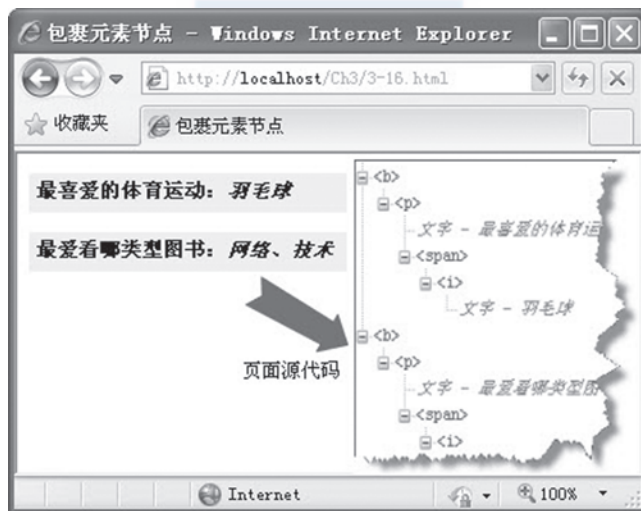 包裹元素节点 - Windows Internet Explorer
http://localhost/Ch3/3-16.html
收藏夹
包裹元素节点
最喜爱的体育运动：羽毛球
最爱看哪类型图书：网络、技术
页面源代码
<b>
<p>
文字 - 最喜爱的体育运
<span>
<i>
文字 - 羽毛球
<b>
<p>
文字 - 最爱看哪类型图
<span>
<i>
Internet
100%